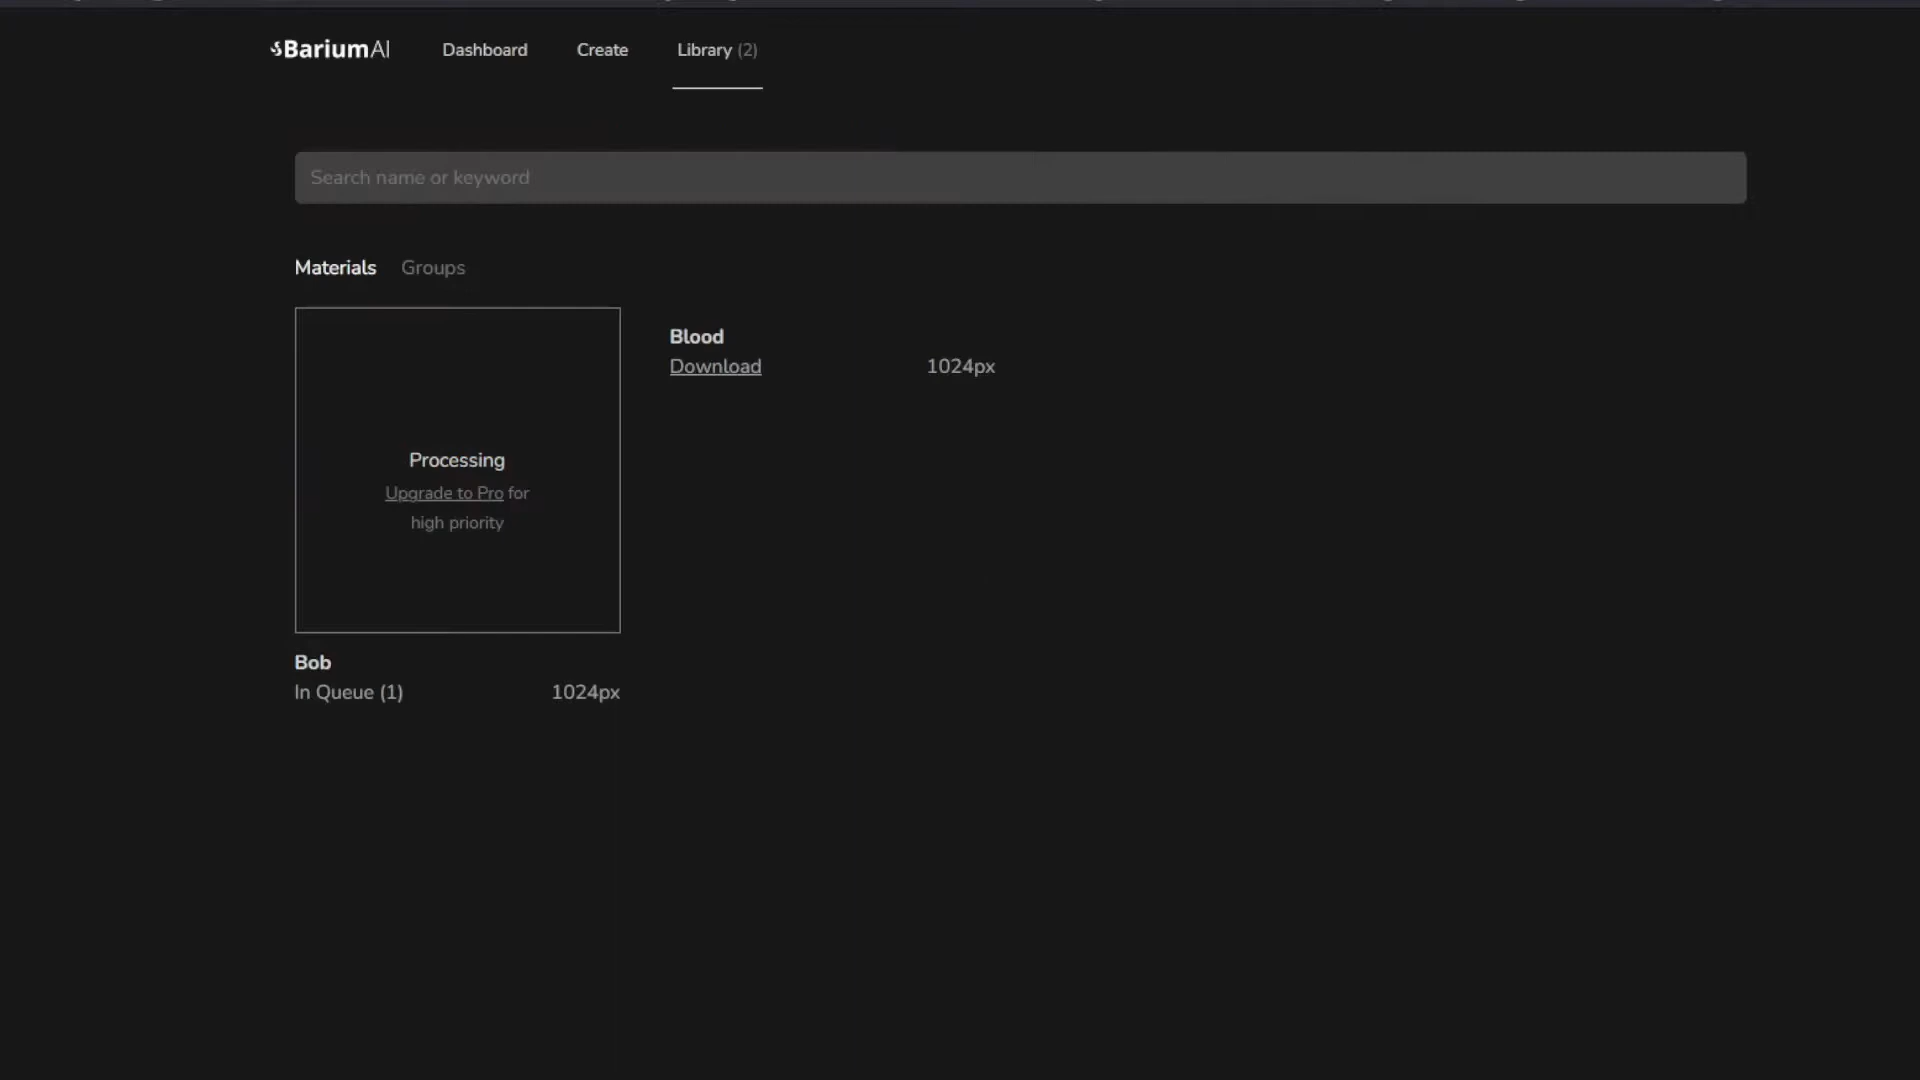 BariumAI
Dashboard
Create
Library (2)
Search name or keyword
Materials
Groups
Processing
Upgrade to Pro for
high priority
Bob
In Queue (1)
1024px
Blood
Download
1024px